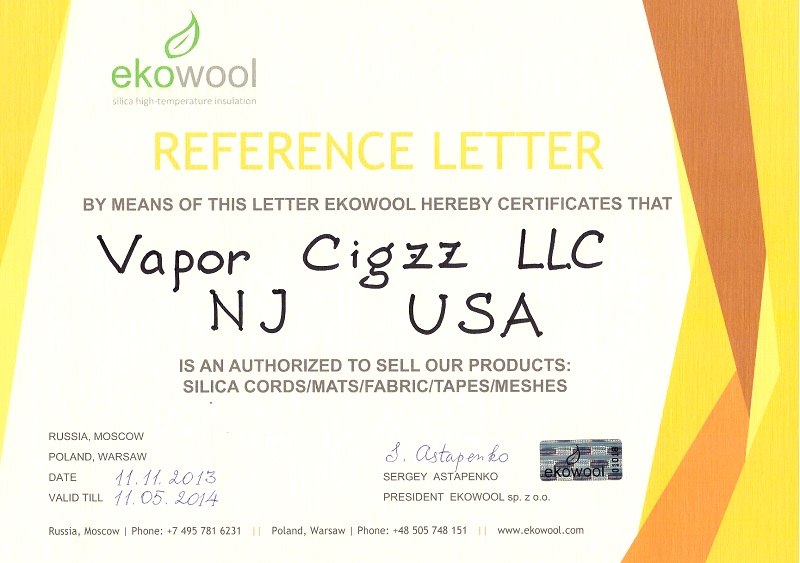 ekowool
silica high-temperature insulation
REFERENCE LETTER
BY MEANS OF THIS LETTER EKOWOOL HEREBY CERTIFICATES THAT
Vapor Cigzz LLC
NJ USA
IS AN AUTHORIZED TO SELL OUR PRODUCTS:
SILICA CORDS/MATS/FABRIC/TAPES/MESHES
RUSSIA, MOSCOW
POLAND, WARSAW
DATE 11.11.2013
VALID TILL 11.05.2014
S. Astapenko
SERGEY ASTAPENKO
PRESIDENT EKOWOOL sp. z o.o.
ekowool
Russia, Moscow | Phone: +7 495 781 6231 || Poland, Warsaw | Phone: +48 505 748 151 || www.ekowool.com